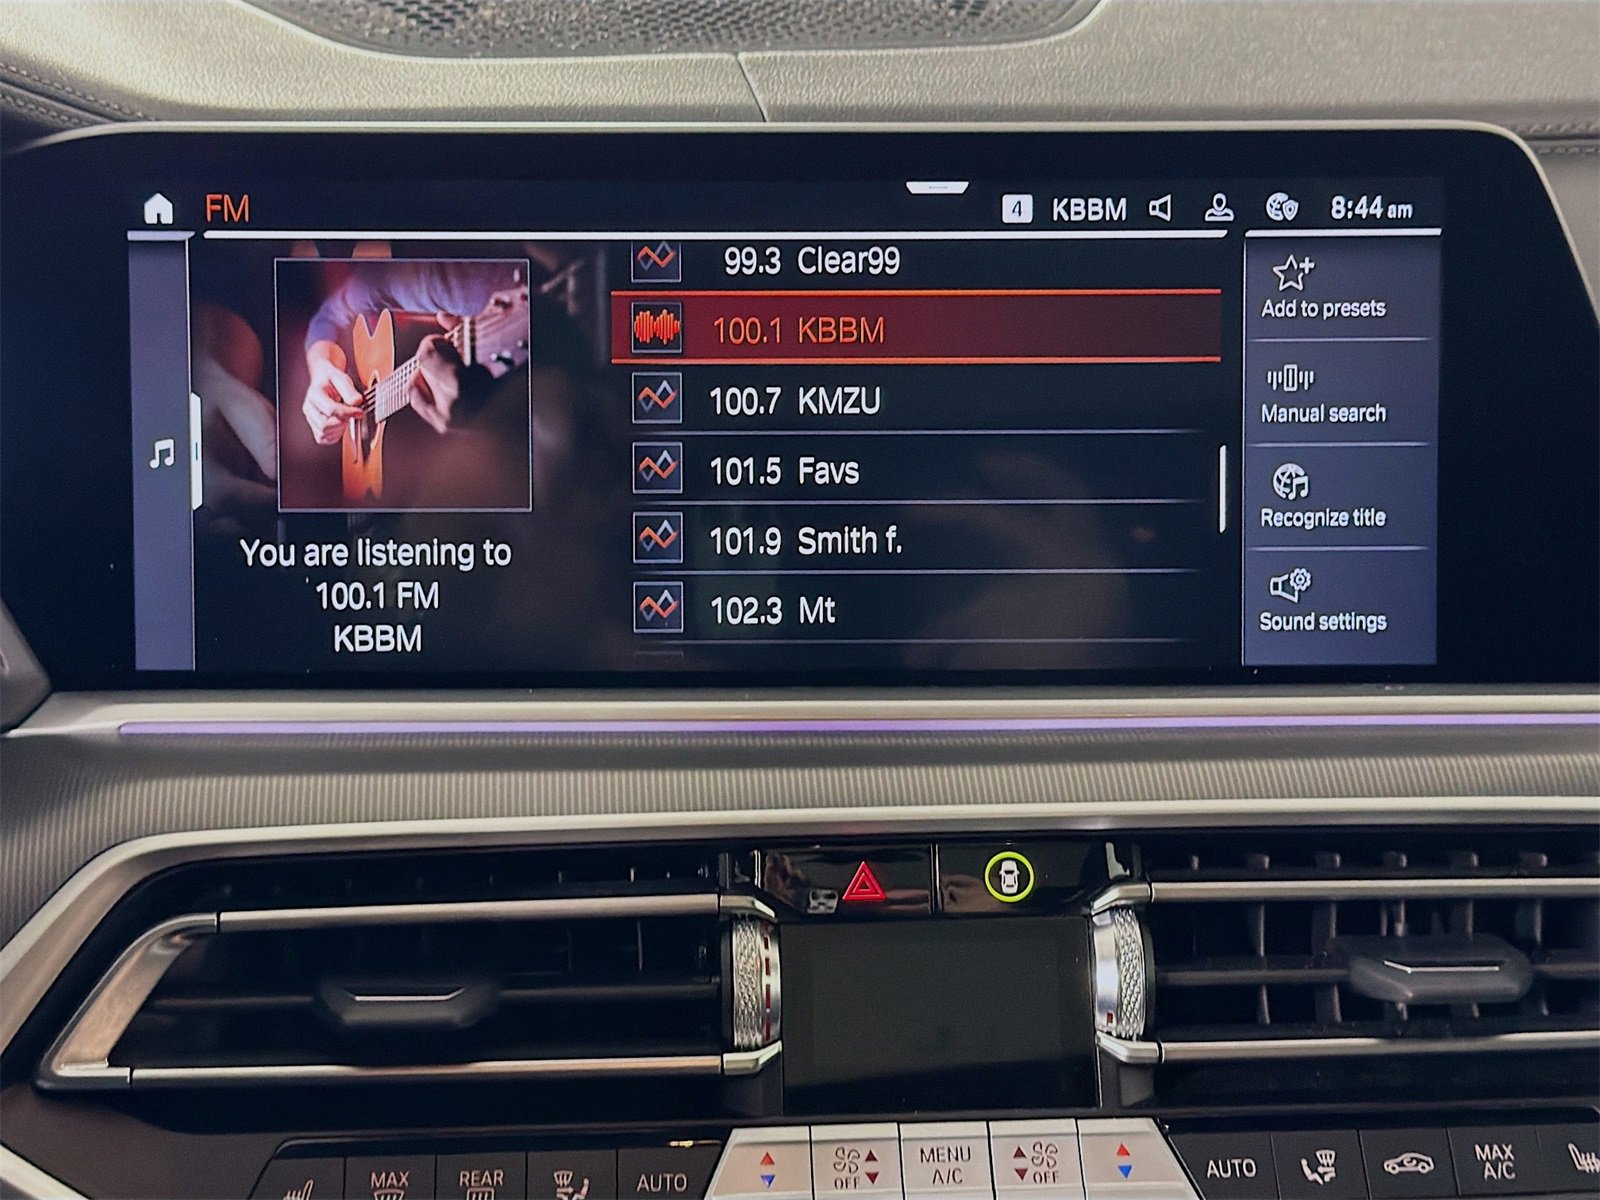 FM
4 KBBM 8:44 am
99.3 Clear99
100.1 KBBM
100.7 KMZU
101.5 Favs
101.9 Smith f.
102.3 Mt
You are listening to
100.1 FM
KBBM
Add to presets
Manual search
Recognize title
Sound settings
MAX
REAR
AUTO
OFF
MENU
A/C
OFF
AUTO
MAX
A/C